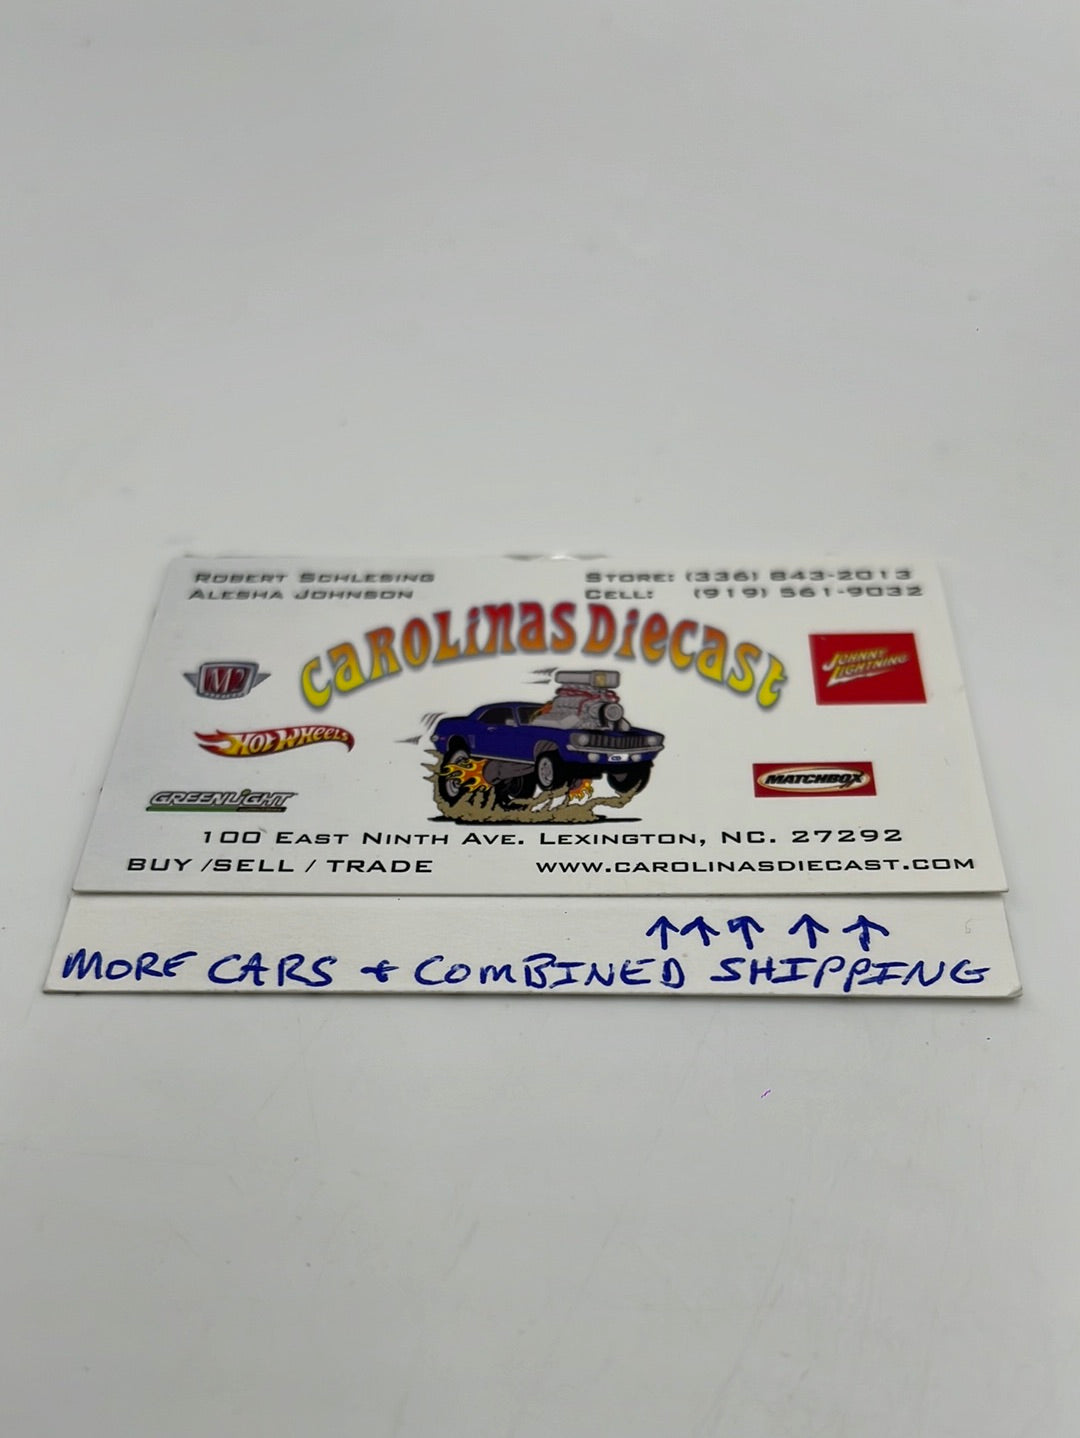 Robert Schlesing
Alesha Johnson
Store: (336) 843-2013
Cell: (919) 561-9032
Carolinas Diecast
M2
Johnny Lightning
Hot Wheels
Matchbox
GREENLIGHT
100 East Ninth Ave. Lexington, NC. 27292
BUY /SELL / TRADE
www.carolinasdiecast.com
↑↑↑ ↑ ↑
MORE CARS + COMBINED SHIPPING